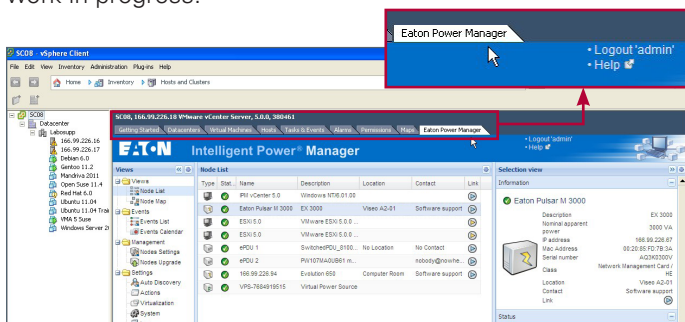 work in progress.
Eaton Power Manager
• Logout 'admin'
• Help
SC08 - vSphere Client
File Edit View Inventory Administration Plug-ins Help
Home
Inventory
Hosts and Clusters
SC08
Datacenter
Labosupp
166.99.226.16
166.99.226.17
Debian 6.0
Gentoo 11.2
Mandriva 2011
Open Suse 11.4
Red Hat 6.0
Ubuntu 11.04
Ubuntu 11.04 Trai
VMA 5 Suse
Windows Server 2
SC08, 166.99.226.18 VMware vCenter Server, 5.0.0, 380461
Getting Started Datacenters Virtual Machines Hosts Tasks & Events Alarms Permissions Maps Eaton Power Manager
EATON Intelligent Power® Manager
• Logout'admin'
• Help
Views
Views
Node List
Node Map
Events
Events List
Events Calendar
Management
Nodes Settings
Nodes Upgrade
Settings
Auto Discovery
Actions
Virtualization
System
Node List
Type Stat... Name Description Location Contact Link
IPM vCenter 5.0 Windows NT/6.01.00
Eaton Pulsar M 3000 EX 3000 Viseo A2-01 Software support
ESXi 5.0 VMware ESXi 5.0.0 ...
ESXi 5.0 VMware ESXi 5.0.0 ...
ePDU 1 SwitchedPDU_8100... No Location No Contact
ePDU 2 PW107MA0UB61 m... nobody@nowhe...
166.99.226.94 Evolution 650 Computer Room Software support
VPS-7684919515 Virtual Power Source
Selection view
Information
Eaton Pulsar M 3000
Description EX 3000
Nominal apparent power 3000 VA
IP address 166.99.226.67
Mac Address 00:20:85:FD:7B:3A
Serial number AQ3K0300V
Class Network Management Card / HE
Location Viseo A2-01
Contact Software support
Link
Status